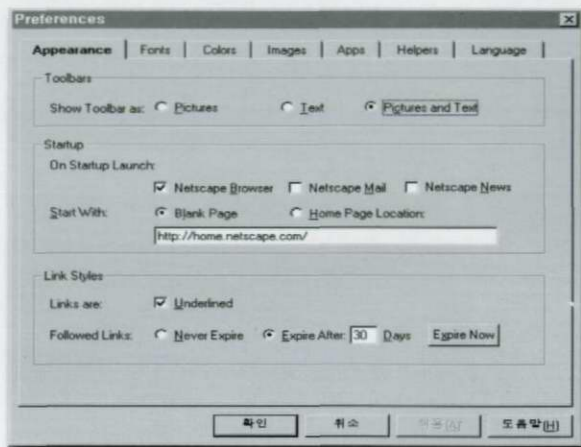 Preferences
Appearance Fonts Colors Images Apps Helpers Language
Toolbars
Show Toolbar as: Pictures Text Pictures and Text
Startup
On Startup Launch:
Netscape Browser Netscape Mail Netscape News
Start With: Blank Page Home Page Location:
http://home.netscape.com/
Link Styles
Links are: Underlined
Followed Links: Never Expire Expire After: 30 Days Expire Now
확인 취소 적용(A) 도움말(H)